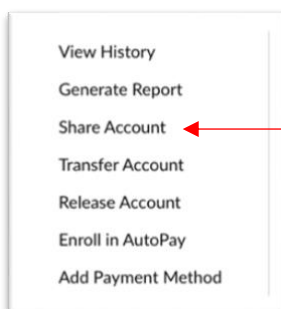 View History
Generate Report
Share Account
Transfer Account
Release Account
Enroll in AutoPay
Add Payment Method